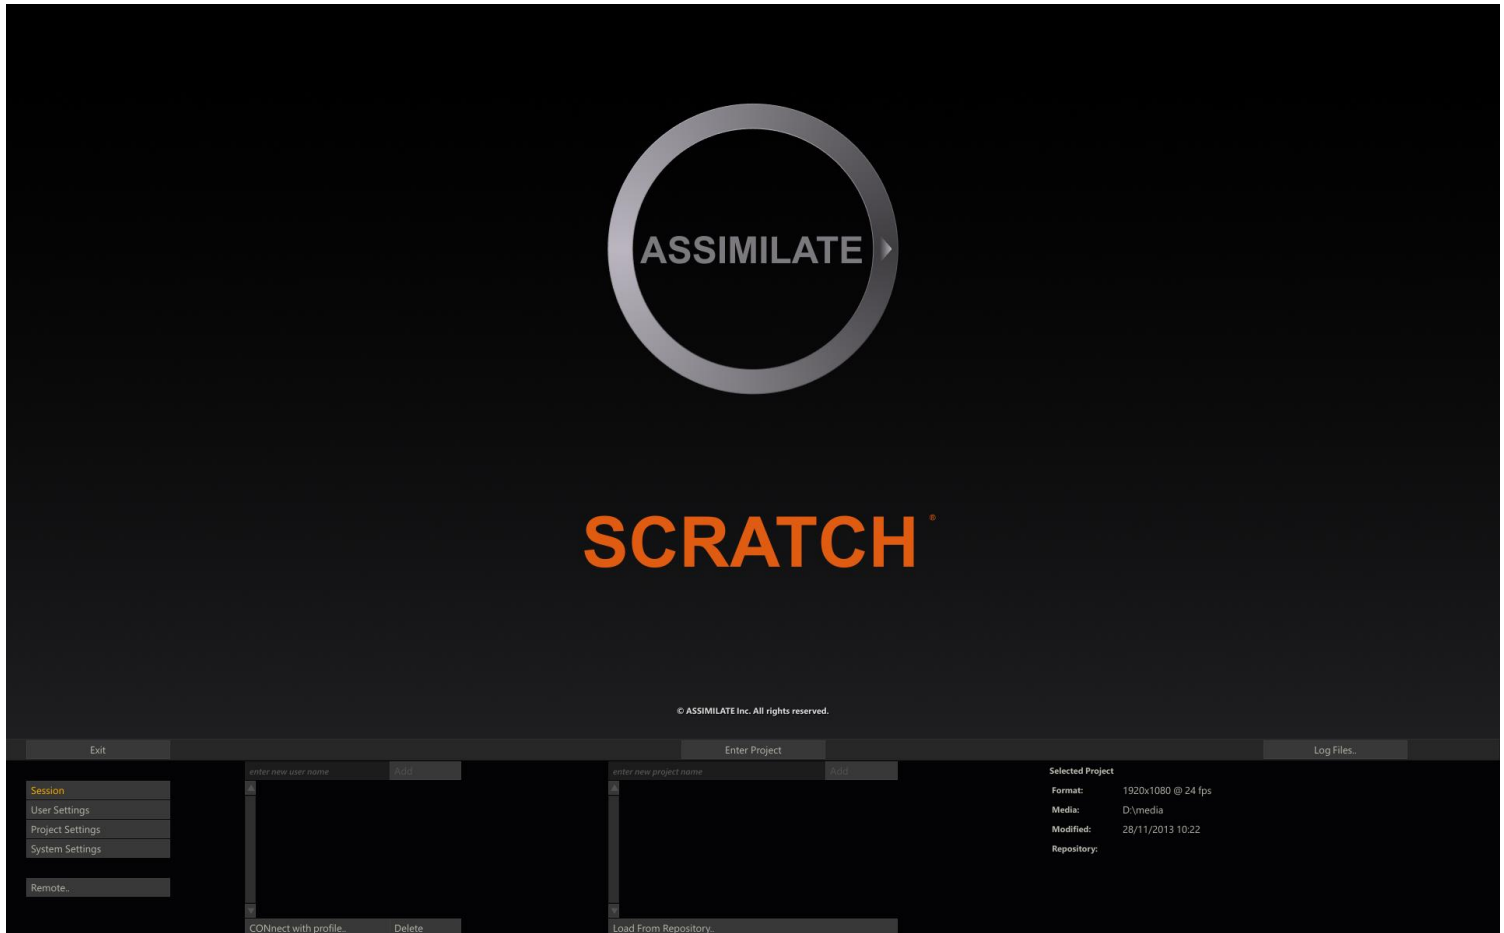 ASSIMILATE
SCRATCH®
© ASSIMILATE Inc. All rights reserved.
Exit
Enter Project
Log Files..
enter new user name
Add
enter new project name
Add
Selected Project
Session
Format: 1920x1080 @ 24 fps
User Settings
Media: D:\media
Project Settings
Modified: 28/11/2013 10:22
System Settings
Repository:
Remote..
CONnect with profile..
Delete
Load From Repository..